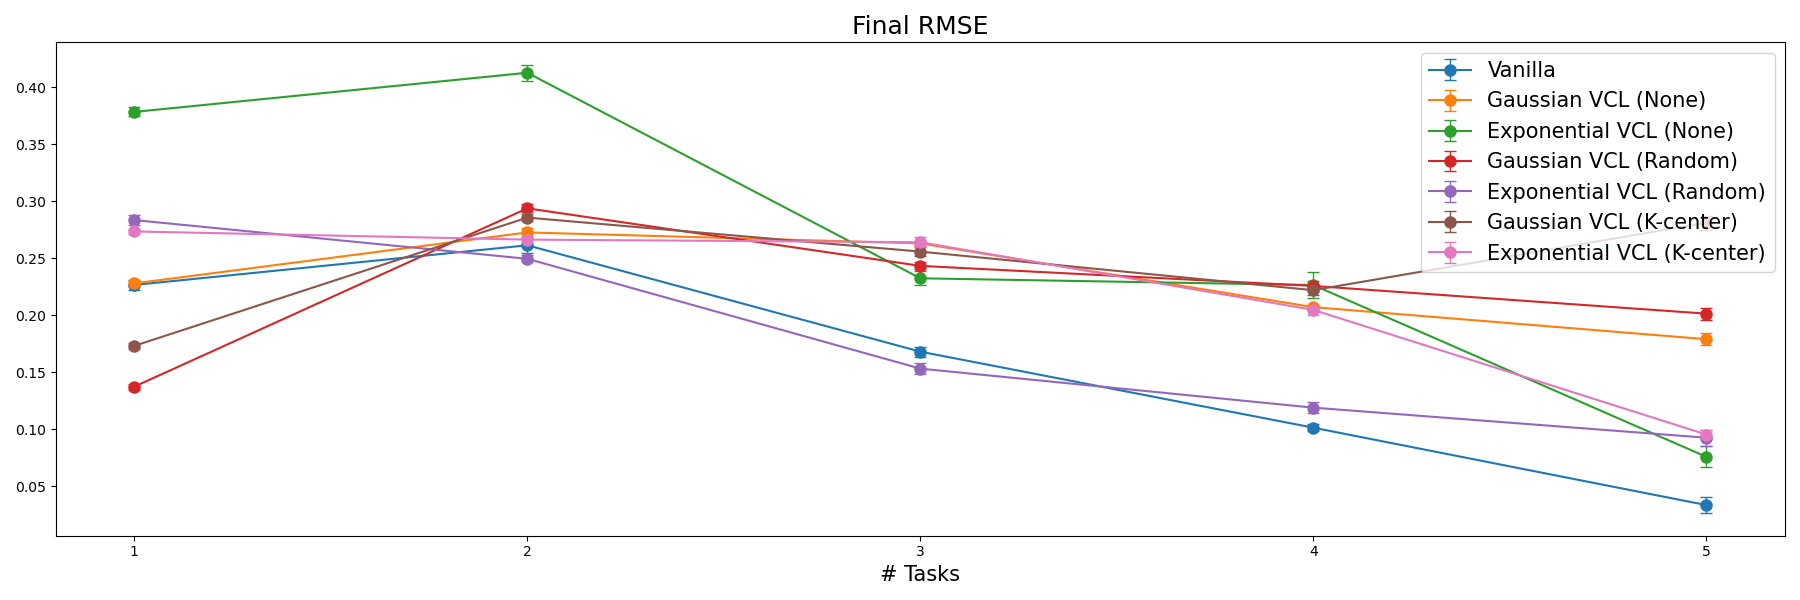 Final RMSE
0.40
0.35
0.30
0.25
0.20
0.15
0.10
0.05
Vanilla
Gaussian VCL (None)
Exponential VCL (None)
Gaussian VCL (Random)
Exponential VCL (Random)
Gaussian VCL (K-center)
Exponential VCL (K-center)
1 2 3 4 5
# Tasks